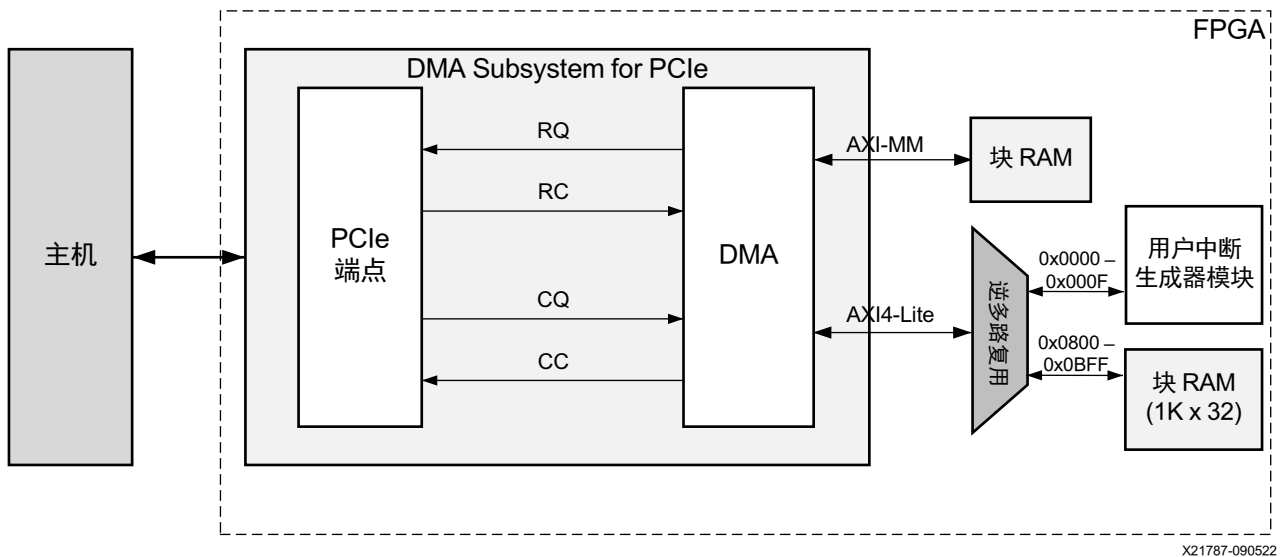 FPGA
DMA Subsystem for PCIe
主机
PCIe
端点
RQ
RC
CQ
CC
DMA
AXI-MM
AXI4-Lite
块 RAM
逆多路复用
0x0000 –
0x000F
用户中断
生成器模块
0x0800 –
0x0BFF
块 RAM
(1K x 32)
X21787-090522